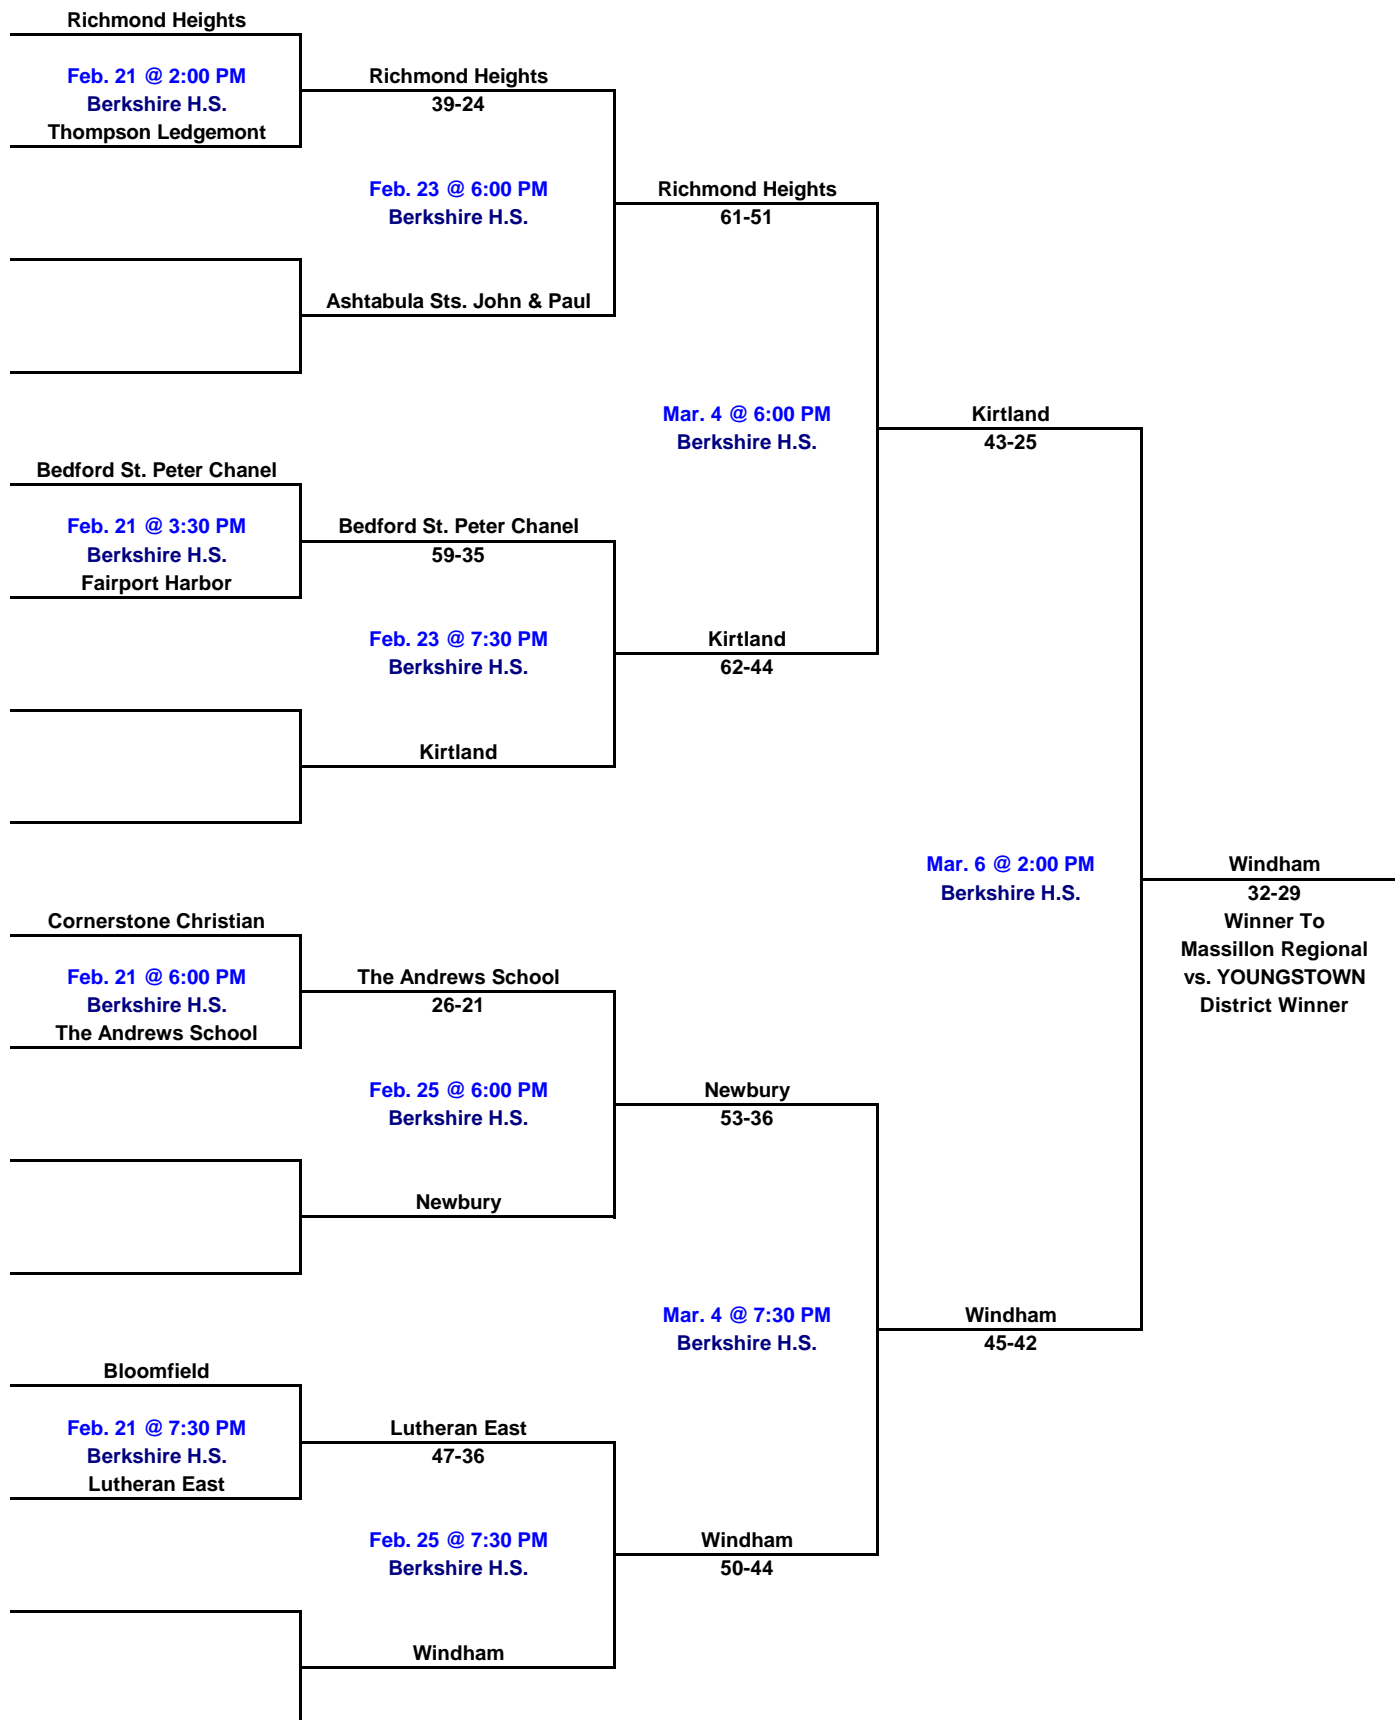 Richmond Heights
Feb. 21 @ 2:00 PM
Berkshire H.S.
Thompson Ledgemont
Richmond Heights
39-24
Feb. 23 @ 6:00 PM
Berkshire H.S.
Ashtabula Sts. John & Paul
Richmond Heights
61-51
Mar. 4 @ 6:00 PM
Berkshire H.S.
Kirtland
43-25
Bedford St. Peter Chanel
Feb. 21 @ 3:30 PM
Berkshire H.S.
Fairport Harbor
Bedford St. Peter Chanel
59-35
Feb. 23 @ 7:30 PM
Berkshire H.S.
Kirtland
Kirtland
62-44
Mar. 6 @ 2:00 PM
Berkshire H.S.
Windham
32-29
Winner To
Massillon Regional
vs. YOUNGSTOWN
District Winner
Cornerstone Christian
Feb. 21 @ 6:00 PM
Berkshire H.S.
The Andrews School
The Andrews School
26-21
Feb. 25 @ 6:00 PM
Berkshire H.S.
Newbury
Newbury
53-36
Mar. 4 @ 7:30 PM
Berkshire H.S.
Windham
45-42
Bloomfield
Feb. 21 @ 7:30 PM
Berkshire H.S.
Lutheran East
Lutheran East
47-36
Feb. 25 @ 7:30 PM
Berkshire H.S.
Windham
Windham
50-44